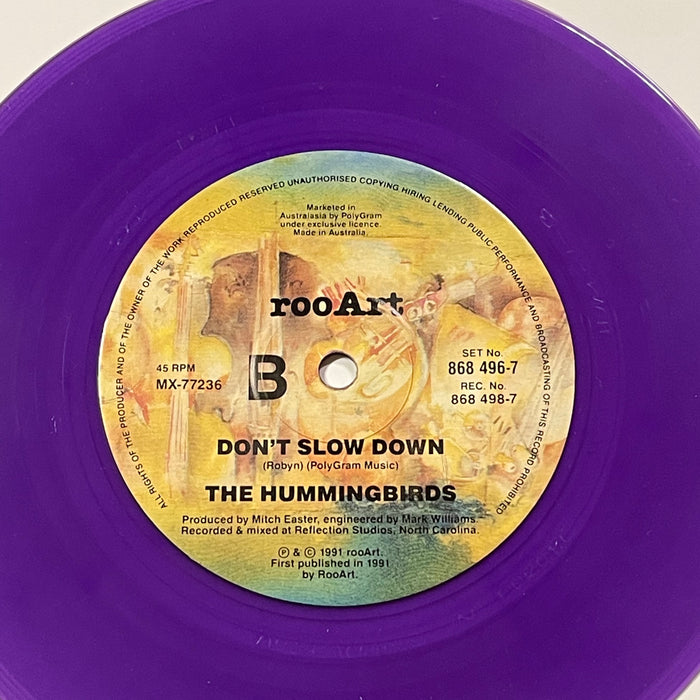 ALL RIGHTS OF THE PRODUCER AND OF THE OWNER OF THE WORK REPRODUCED RESERVED UNAUTHORISED COPYING HIRING LENDING PUBLIC PERFORMANCE AND BROADCASTING OF THIS RECORD PROHIBITED
Marketed in
Australasia by PolyGram
under exclusive licence.
Made in Australia.
rooArt
45 RPM
MX-77236
B
SET No.
868 496-7
REC. No.
868 498-7
DON'T SLOW DOWN
(Robyn) (PolyGram Music)
THE HUMMINGBIRDS
Produced by Mitch Easter, engineered by Mark Williams.
Recorded & mixed at Reflection Studios, North Carolina.
Ⓟ & © 1991 rooArt.
First published in 1991
by RooArt.